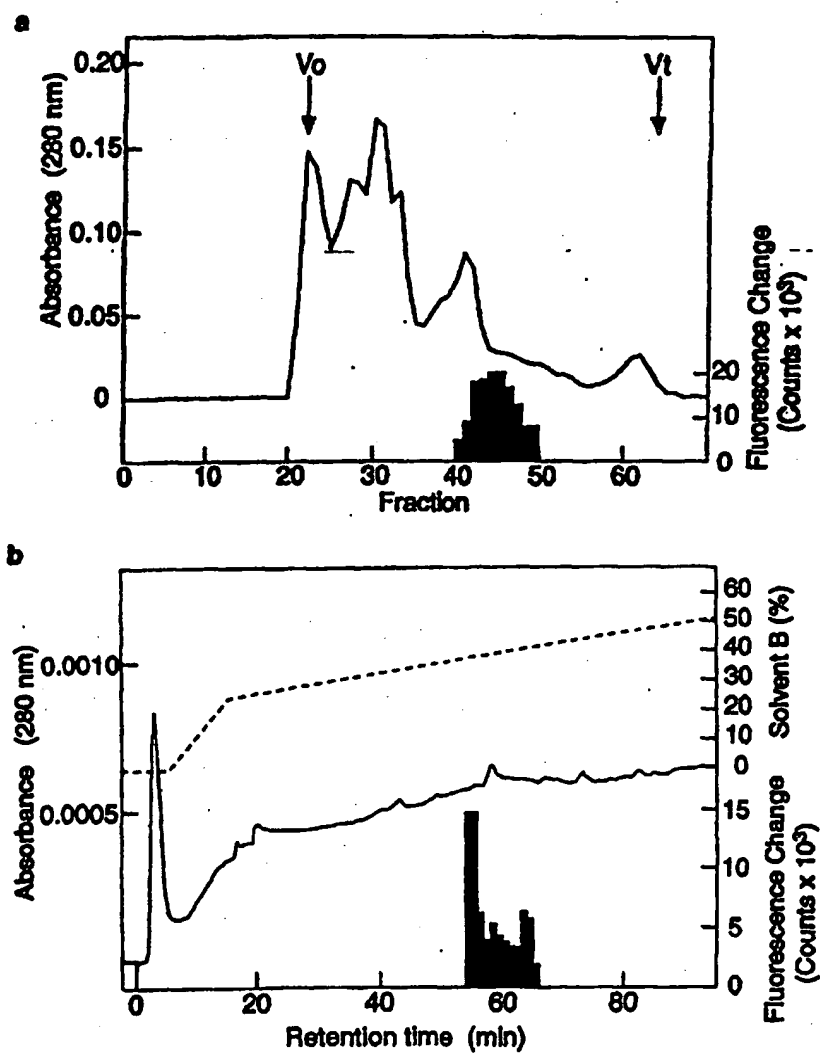 a
Vo
Vt
0.20
0.15
0.10
0.05
0
Absorbance (280 nm)
20
10
0
Fluorescence Change
(Counts x 10³)
0 10 20 30 40 50 60
Fraction
b
0.0010
0.0005
Absorbance (280 nm)
60
50
40
30
20
10
0
Solvent B (%)
15
10
5
0
Fluorescence Change
(Counts x 10³)
0 20 40 60 80
Retention time (min)